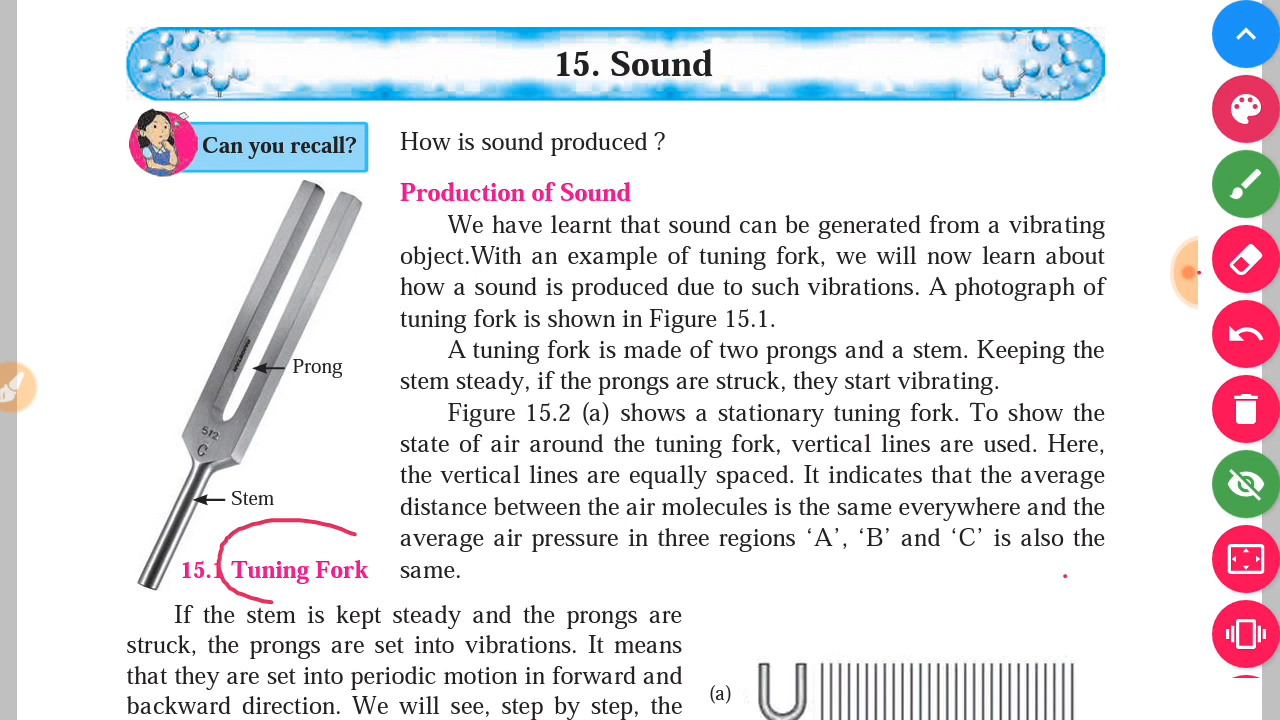 15. Sound
Can you recall?
How is sound produced ?
Production of Sound
We have learnt that sound can be generated from a vibrating
object.With an example of tuning fork, we will now learn about
how a sound is produced due to such vibrations. A photograph of
tuning fork is shown in Figure 15.1.
A tuning fork is made of two prongs and a stem. Keeping the
stem steady, if the prongs are struck, they start vibrating.
Figure 15.2 (a) shows a stationary tuning fork. To show the
state of air around the tuning fork, vertical lines are used. Here,
the vertical lines are equally spaced. It indicates that the average
distance between the air molecules is the same everywhere and the
average air pressure in three regions ‘A’, ‘B’ and ‘C’ is also the
same.
Prong
512
C
Stem
15.1 Tuning Fork
If the stem is kept steady and the prongs are
struck, the prongs are set into vibrations. It means
that they are set into periodic motion in forward and
backward direction. We will see, step by step, the
(a)